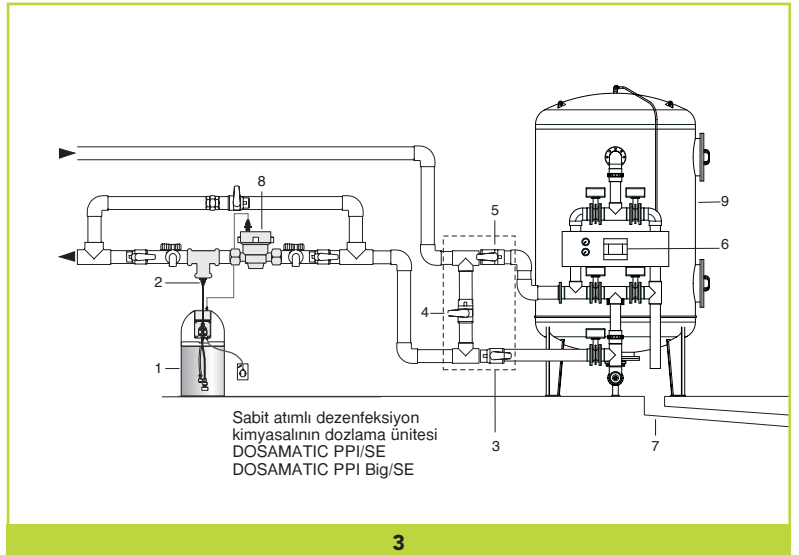 8
5
9
6
2
4
1
Sabit atımlı dezenfeksiyon
kimyasalının dozlama ünitesi
DOSAMATIC PPI/SE
DOSAMATIC PPI Big/SE
3
7
3